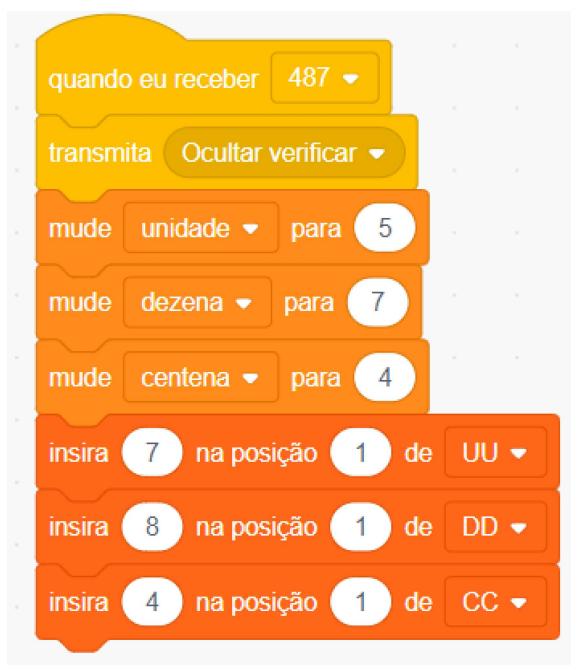 quando eu receber 487
transmita Ocultar verificar
mude unidade para 5
mude dezena para 7
mude centena para 4
insira 7 na posição 1 de UU
insira 8 na posição 1 de DD
insira 4 na posição 1 de CC